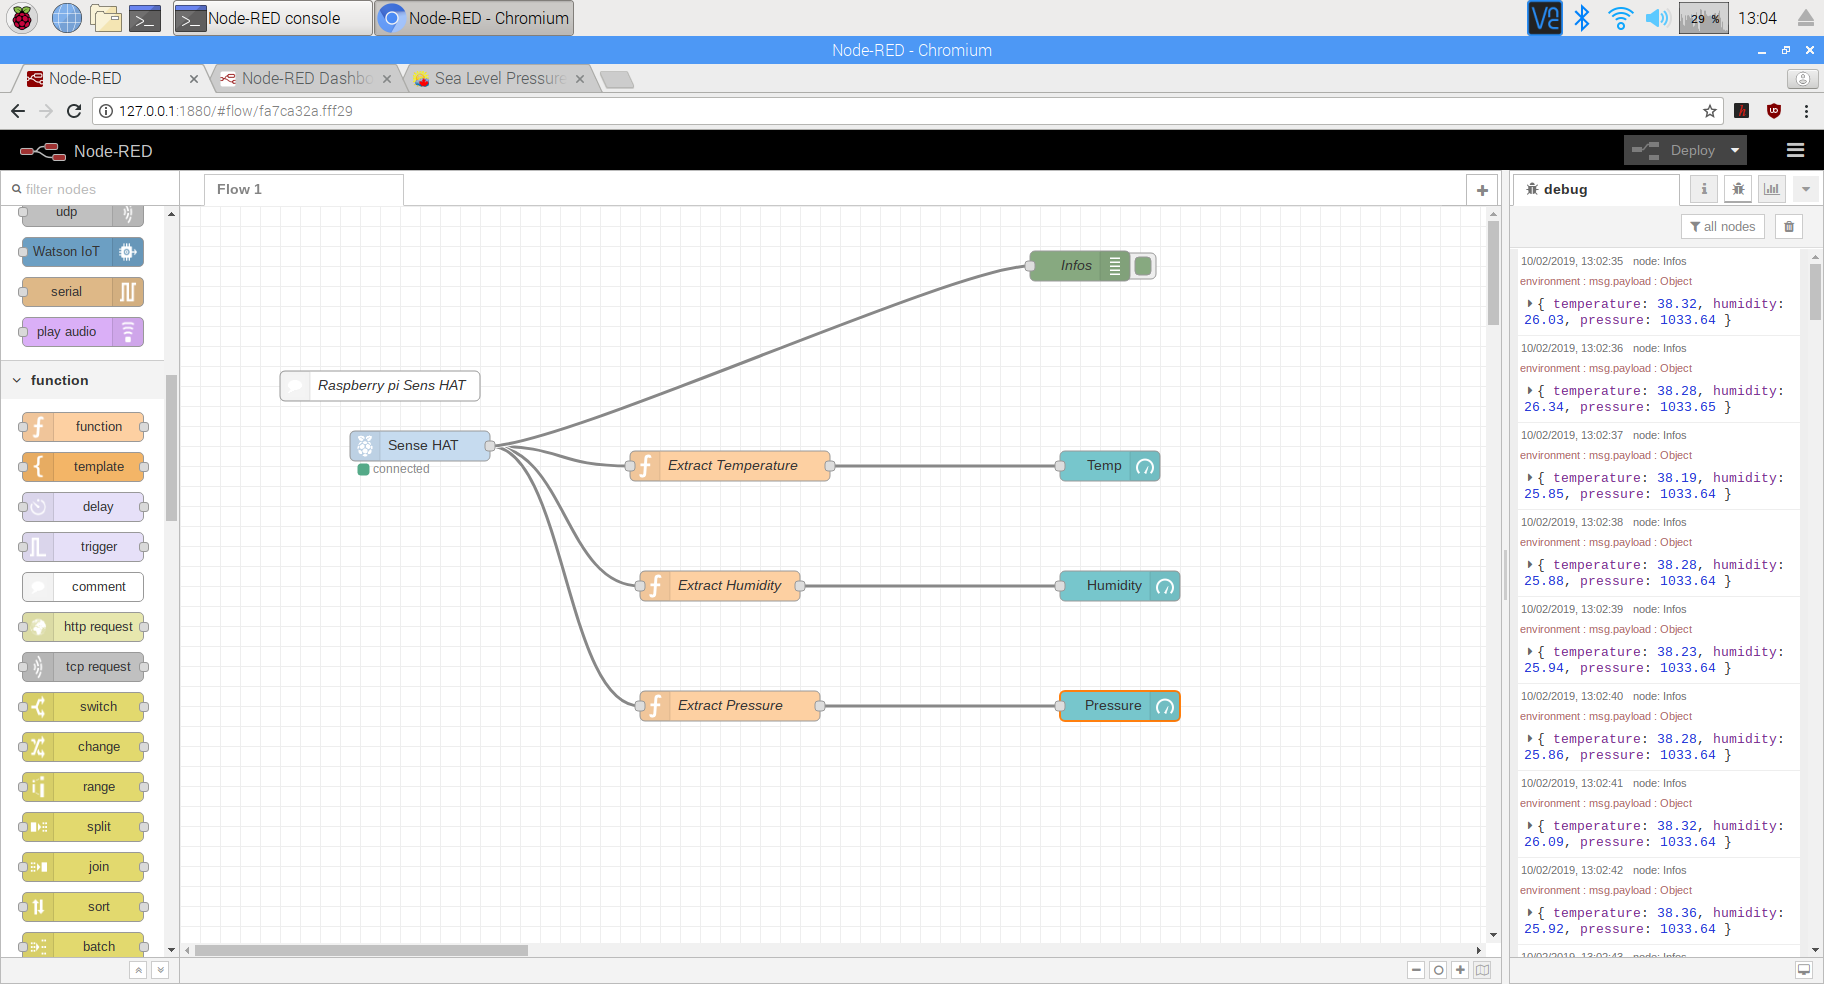 Node-RED console
Node-RED - Chromium
29 %
13:04
Node-RED - Chromium
Node-RED
Node-RED Dashbo
Sea Level Pressure
127.0.0.1:1880/#flow/fa7ca32a.fff29
Node-RED
Deploy
filter nodes
Flow 1
debug
all nodes
udp
Watson IoT
serial
play audio
function
function
template
delay
trigger
comment
http request
tcp request
switch
change
range
split
join
sort
batch
Infos
Raspberry pi Sens HAT
Sense HAT
connected
Extract Temperature
Temp
Extract Humidity
Humidity
Extract Pressure
Pressure
10/02/2019, 13:02:35 node: Infos
environment : msg.payload : Object
{ temperature: 38.32, humidity:
26.03, pressure: 1033.64 }
10/02/2019, 13:02:36 node: Infos
environment : msg.payload : Object
{ temperature: 38.28, humidity:
26.34, pressure: 1033.65 }
10/02/2019, 13:02:37 node: Infos
environment : msg.payload : Object
{ temperature: 38.19, humidity:
25.85, pressure: 1033.64 }
10/02/2019, 13:02:38 node: Infos
environment : msg.payload : Object
{ temperature: 38.28, humidity:
25.88, pressure: 1033.64 }
10/02/2019, 13:02:39 node: Infos
environment : msg.payload : Object
{ temperature: 38.23, humidity:
25.94, pressure: 1033.64 }
10/02/2019, 13:02:40 node: Infos
environment : msg.payload : Object
{ temperature: 38.28, humidity:
25.86, pressure: 1033.64 }
10/02/2019, 13:02:41 node: Infos
environment : msg.payload : Object
{ temperature: 38.32, humidity:
26.09, pressure: 1033.64 }
10/02/2019, 13:02:42 node: Infos
environment : msg.payload : Object
{ temperature: 38.36, humidity:
25.92, pressure: 1033.64 }
10/02/2019, 13:02:43 node: Infos